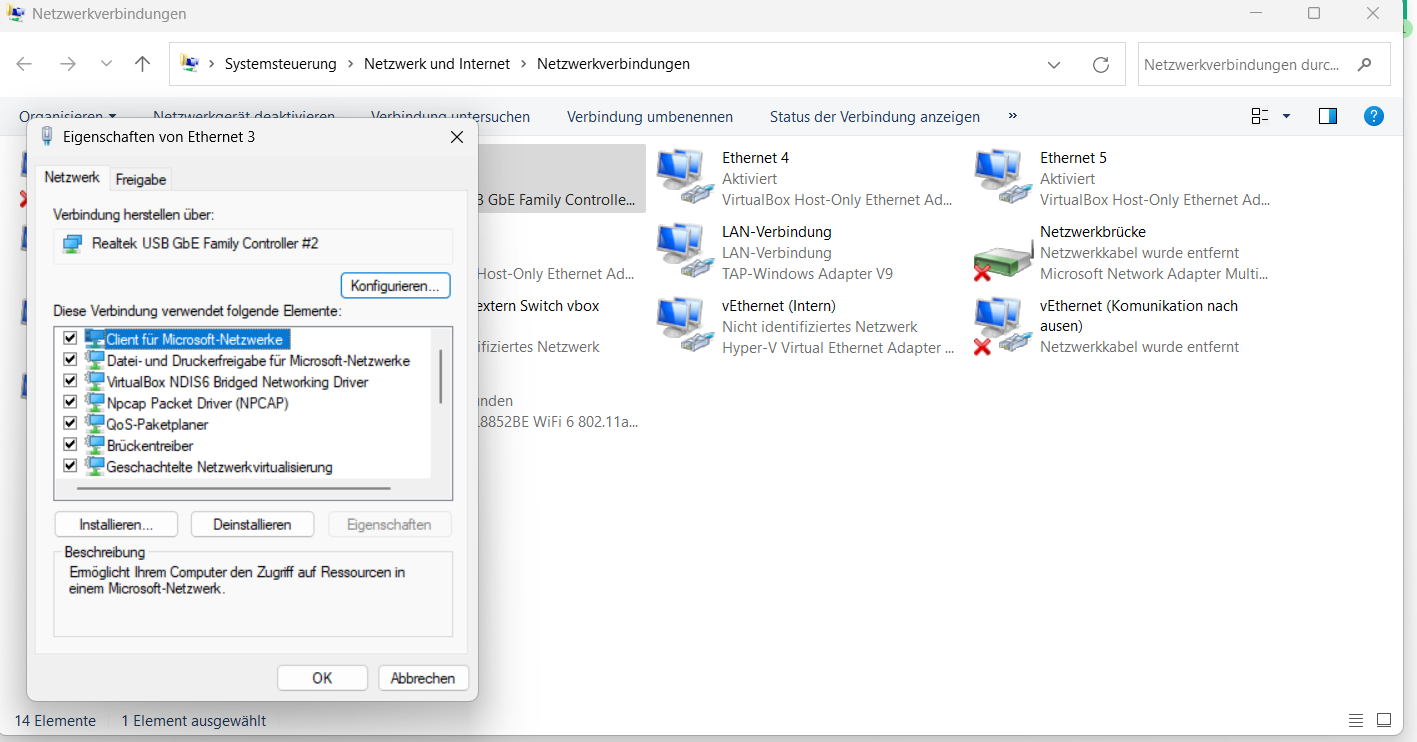 Netzwerkverbindungen
Systemsteuerung > Netzwerk und Internet > Netzwerkverbindungen
Netzwerkverbindungen durc...
Organisieren
Netzwerkgerät deaktivieren
Verbindung untersuchen
Verbindung umbenennen
Status der Verbindung anzeigen
»
Eigenschaften von Ethernet 3
Netzwerk
Freigabe
Verbindung herstellen über:
Realtek USB GbE Family Controller #2
Konfigurieren...
Diese Verbindung verwendet folgende Elemente:
Client für Microsoft-Netzwerke
Datei- und Druckerfreigabe für Microsoft-Netzwerke
VirtualBox NDIS6 Bridged Networking Driver
Npcap Packet Driver (NPCAP)
QoS-Paketplaner
Brückentreiber
Geschachtelte Netzwerkvirtualisierung
Installieren...
Deinstallieren
Eigenschaften
Beschreibung
Ermöglicht Ihrem Computer den Zugriff auf Ressourcen in
einem Microsoft-Netzwerk.
OK
Abbrechen
GbE Family Controlle...
Ethernet 4
Aktiviert
VirtualBox Host-Only Ethernet Ad...
Ethernet 5
Aktiviert
VirtualBox Host-Only Ethernet Ad...
Host-Only Ethernet Ad...
LAN-Verbindung
LAN-Verbindung
TAP-Windows Adapter V9
Netzwerkbrücke
Netzwerkkabel wurde entfernt
Microsoft Network Adapter Multi...
extern Switch vbox
ifiziertes Netzwerk
vEthernet (Intern)
Nicht identifiziertes Netzwerk
Hyper-V Virtual Ethernet Adapter ...
vEthernet (Komunikation nach
ausen)
Netzwerkkabel wurde entfernt
nden
8852BE WiFi 6 802.11a...
14 Elemente
1 Element ausgewählt